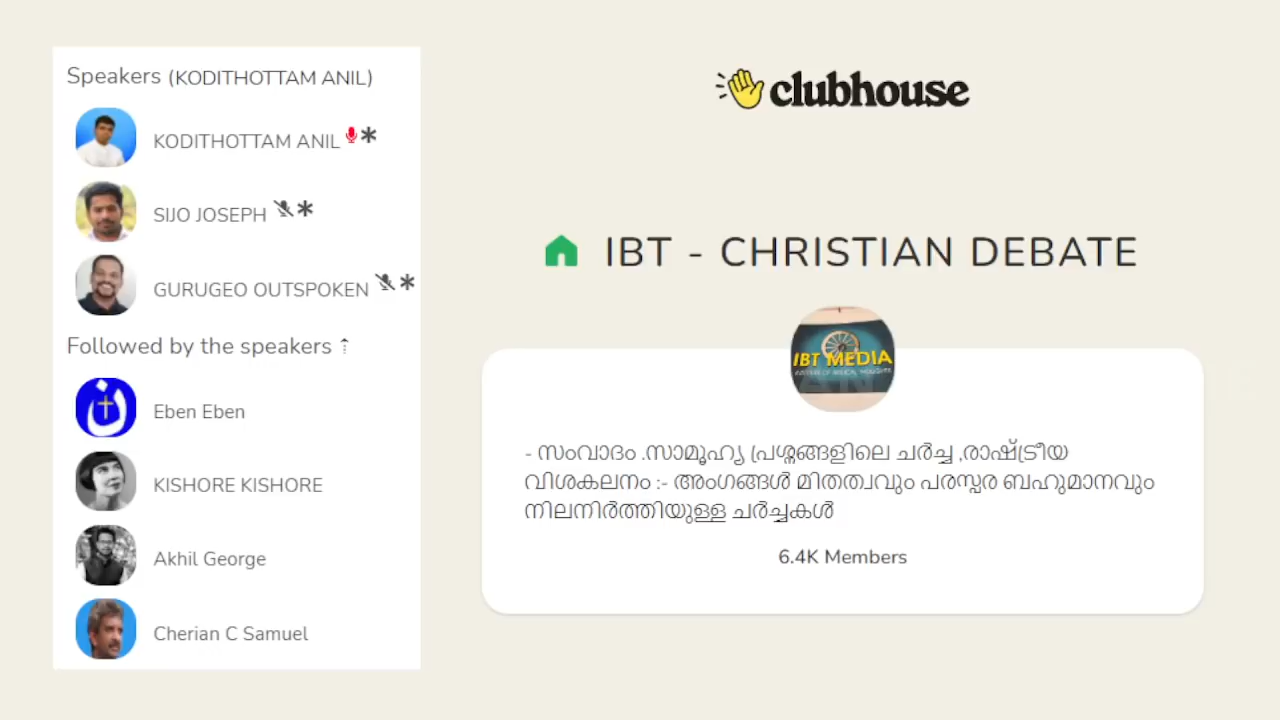 Speakers (KODITHOTTAM ANIL)
KODITHOTTAM ANIL
SIJO JOSEPH
GURUGEO OUTSPOKEN
Followed by the speakers
Eben Eben
KISHORE KISHORE
Akhil George
Cherian C Samuel
clubhouse
IBT - CHRISTIAN DEBATE
IBT MEDIA
- സംവാദം .സാമൂഹ്യ പ്രശ്നങ്ങളിലെ ചർച്ച ,രാഷ്ട്രീയ
വിശകലനം :- അംഗങ്ങൾ മിതത്വവും പരസ്പര ബഹുമാനവും
നിലനിർത്തിയുള്ള ചർച്ചകൾ
6.4K Members